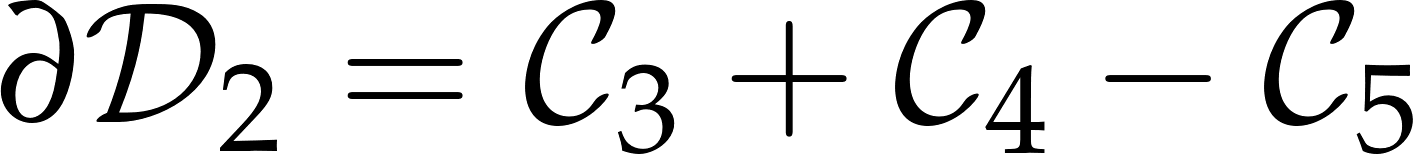 ∂𝒟₂ = 𝒞₃ + 𝒞₄ − 𝒞₅